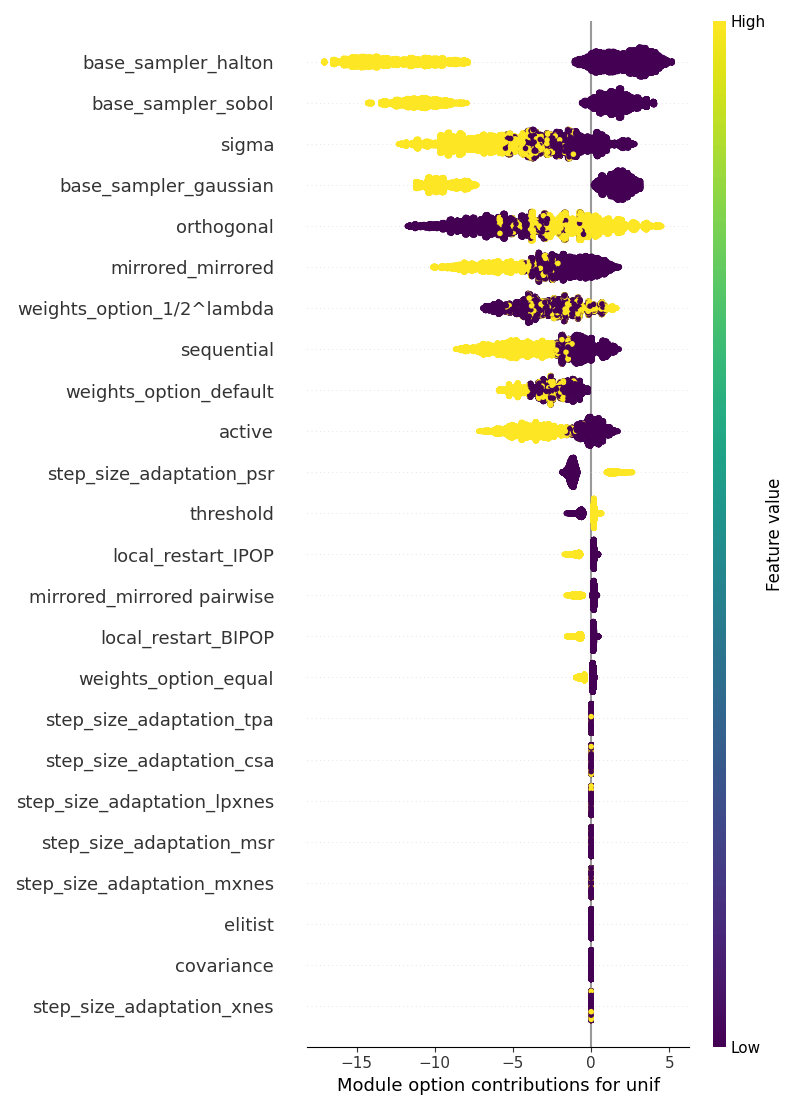 High
base_sampler_halton
base_sampler_sobol
sigma
base_sampler_gaussian
orthogonal
mirrored_mirrored
weights_option_1/2^lambda
sequential
weights_option_default
active
step_size_adaptation_psr
threshold
local_restart_IPOP
mirrored_mirrored pairwise
local_restart_BIPOP
weights_option_equal
step_size_adaptation_tpa
step_size_adaptation_csa
step_size_adaptation_lpxnes
step_size_adaptation_msr
step_size_adaptation_mxnes
elitist
covariance
step_size_adaptation_xnes
Feature value
Low
−15 −10 −5 0 5
Module option contributions for unif